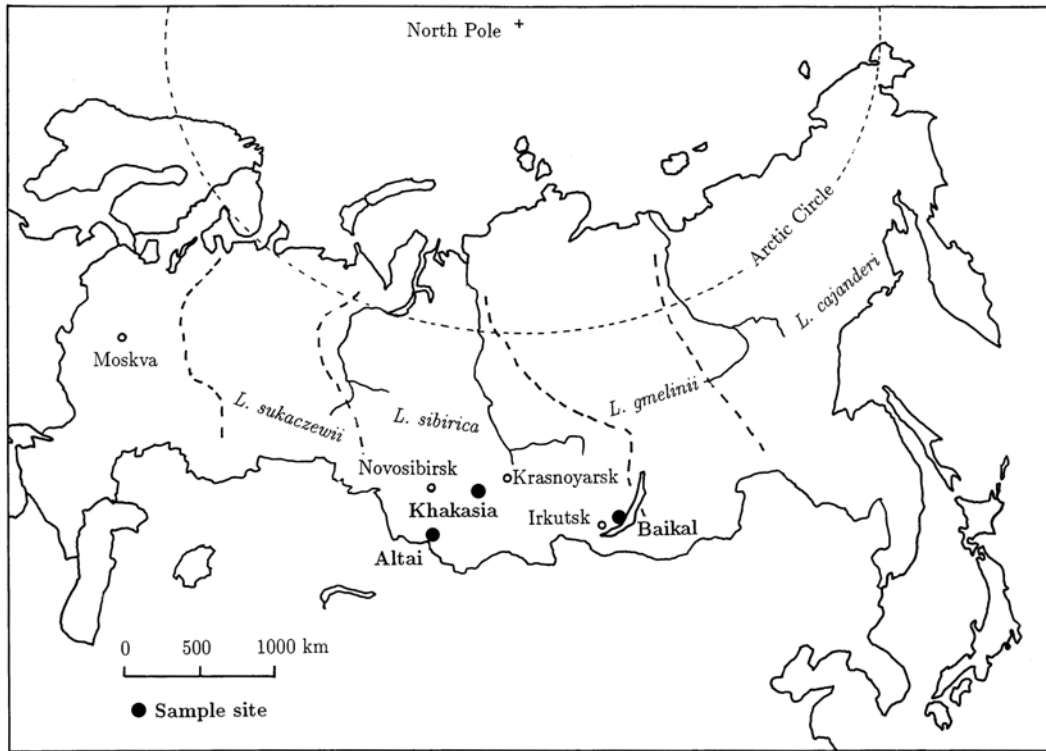 North Pole +
Arctic Circle
L. cajanderi
Moskva
L. gmelinii
L. sukaczewii
L. sibirica
Novosibirsk
Krasnoyarsk
Khakasia
Irkutsk
Baikal
Altai
0 500 1000 km
Sample site